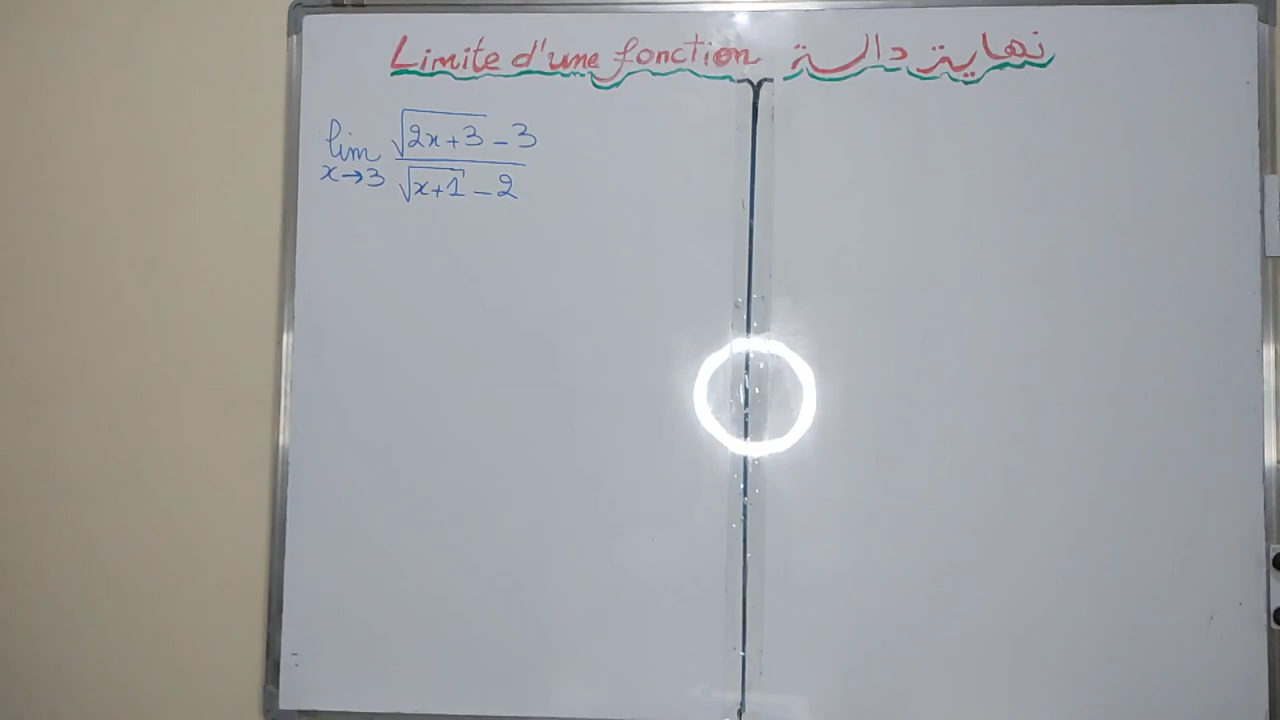 Limite d'une fonction نهاية دالة
lim √2x+3 - 3
x→3 √x+1 - 2